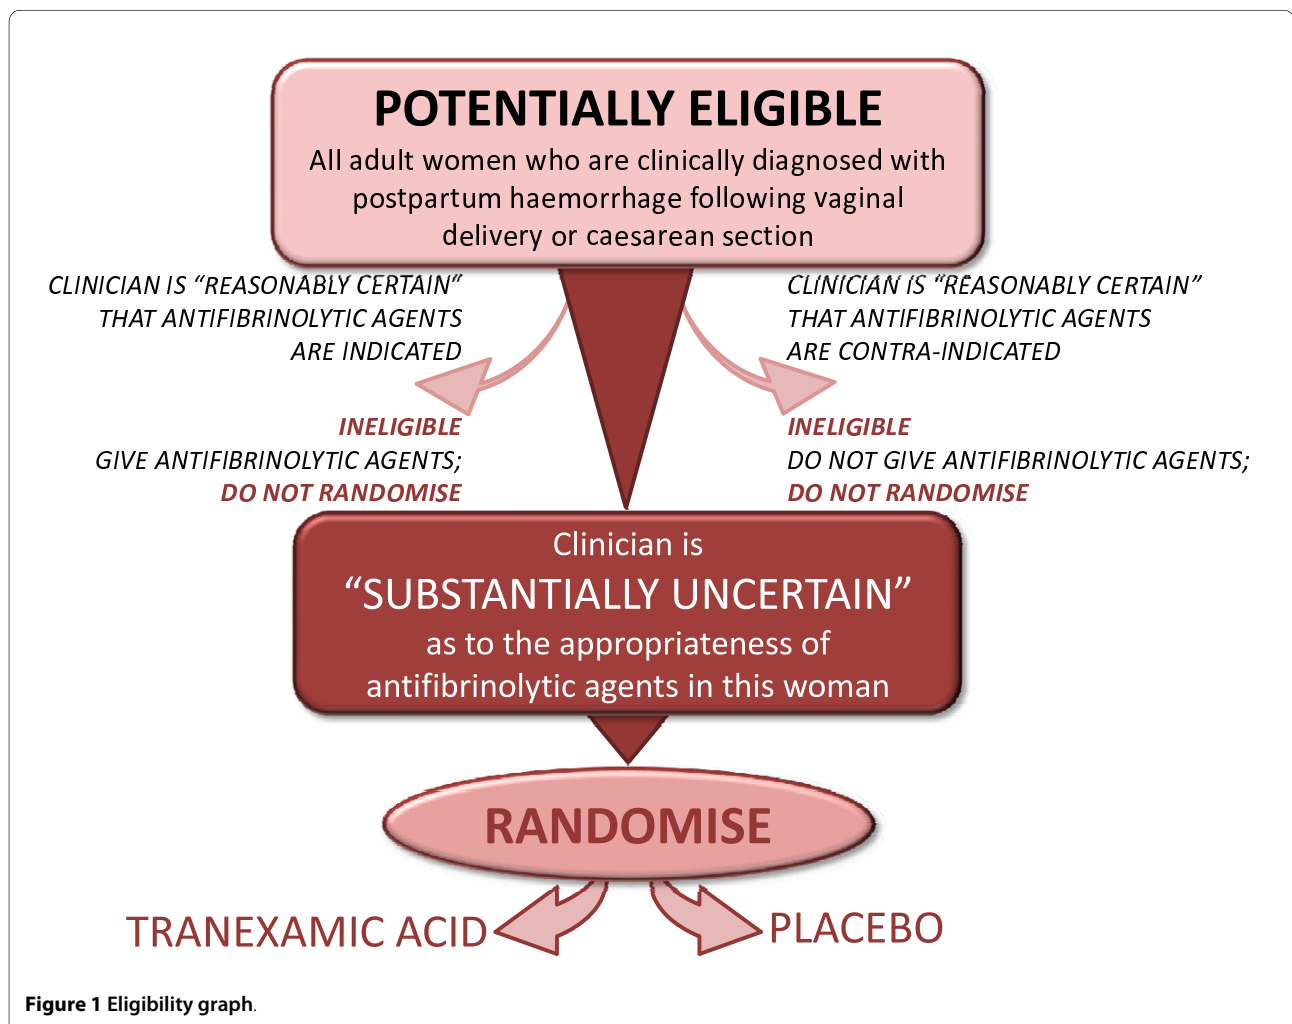 POTENTIALLY ELIGIBLE
All adult women who are clinically diagnosed with
postpartum haemorrhage following vaginal
delivery or caesarean section
CLINICIAN IS “REASONABLY CERTAIN”
THAT ANTIFIBRINOLYTIC AGENTS
ARE INDICATED
INELIGIBLE
GIVE ANTIFIBRINOLYTIC AGENTS;
DO NOT RANDOMISE
CLINICIAN IS “REASONABLY CERTAIN”
THAT ANTIFIBRINOLYTIC AGENTS
ARE CONTRA-INDICATED
INELIGIBLE
DO NOT GIVE ANTIFIBRINOLYTIC AGENTS;
DO NOT RANDOMISE
Clinician is
“SUBSTANTIALLY UNCERTAIN”
as to the appropriateness of
antifibrinolytic agents in this woman
RANDOMISE
TRANEXAMIC ACID
PLACEBO
Figure 1 Eligibility graph.